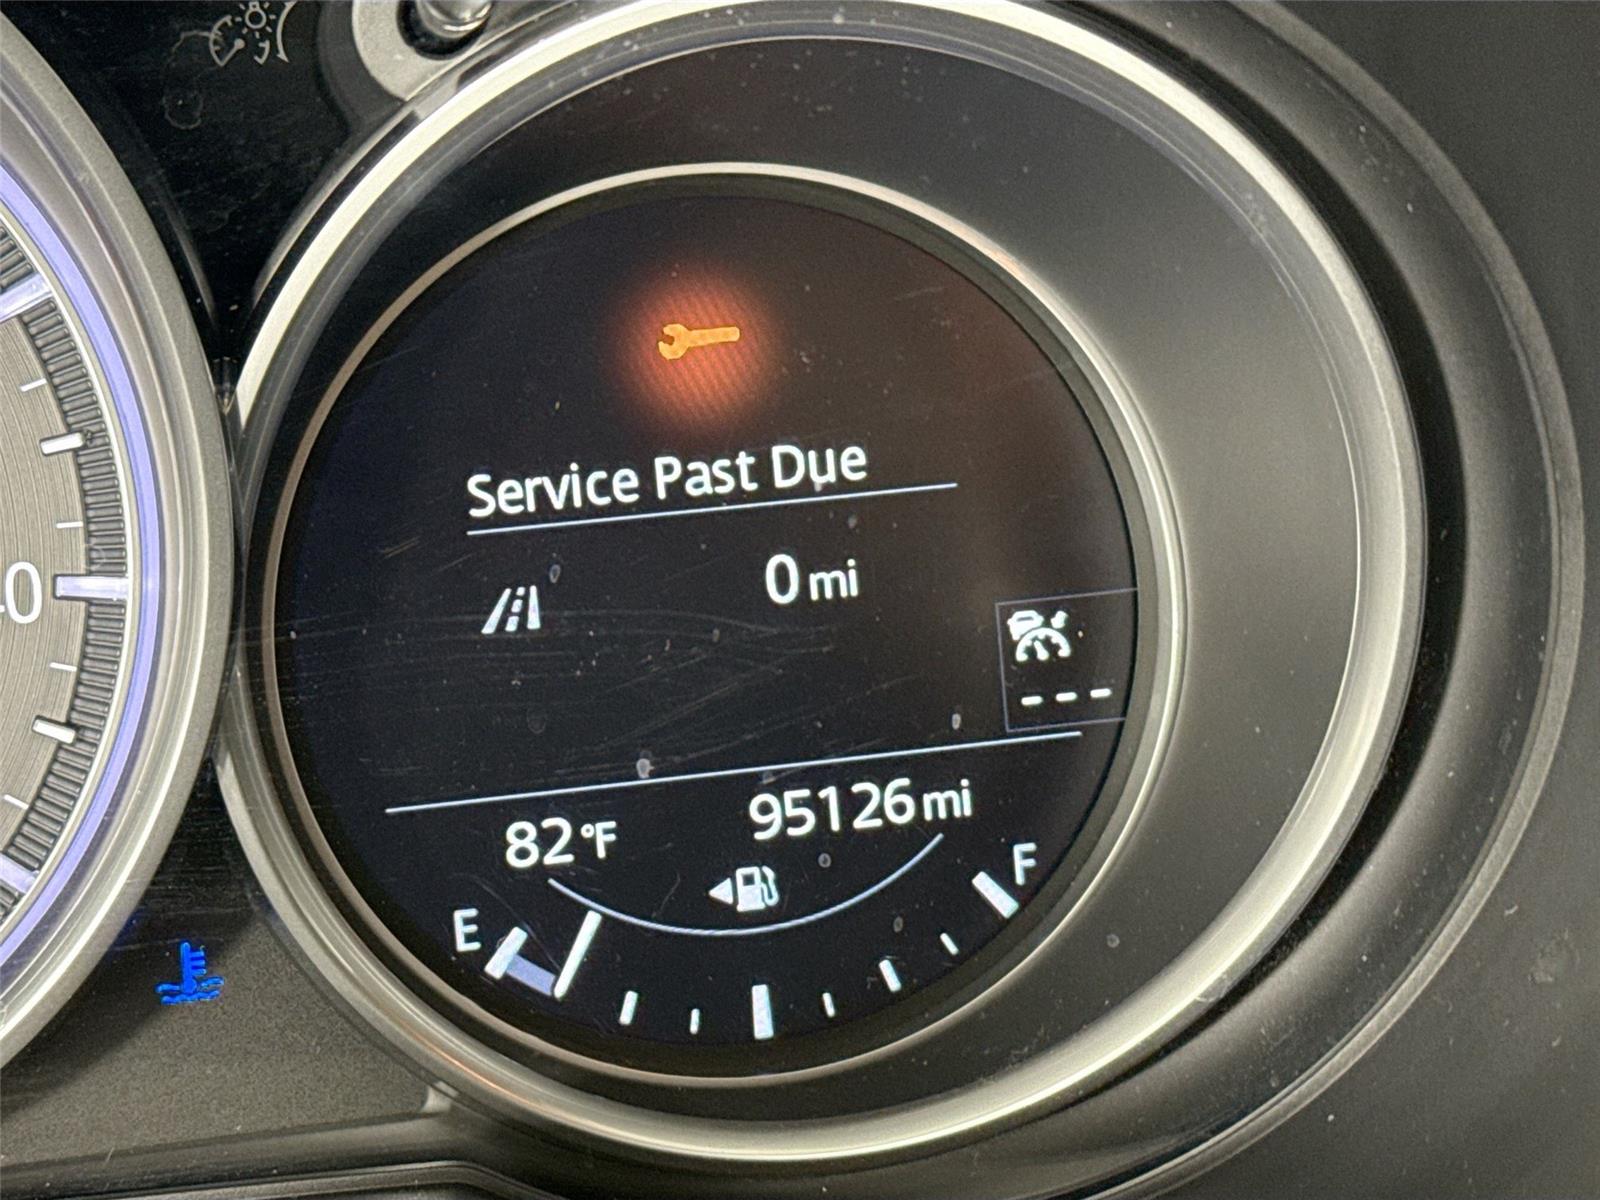 Service Past Due
0 mi
---
82 °F
95126 mi
E
F